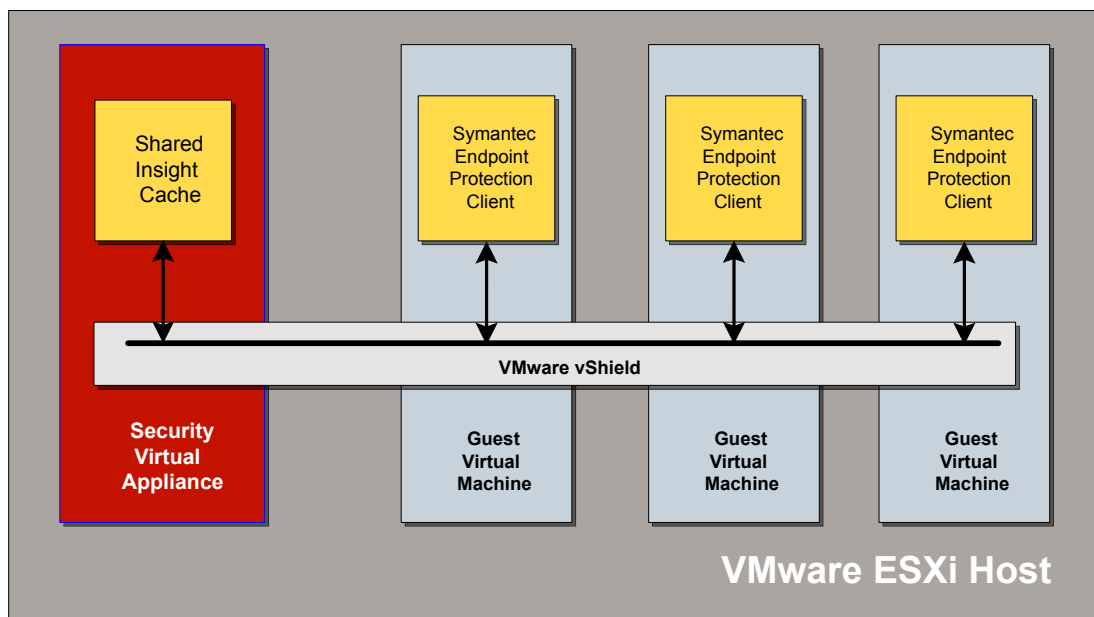 Shared
Insight
Cache
Symantec
Endpoint
Protection
Client
Symantec
Endpoint
Protection
Client
Symantec
Endpoint
Protection
Client
VMware vShield
Security
Virtual
Appliance
Guest
Virtual
Machine
Guest
Virtual
Machine
Guest
Virtual
Machine
VMware ESXi Host